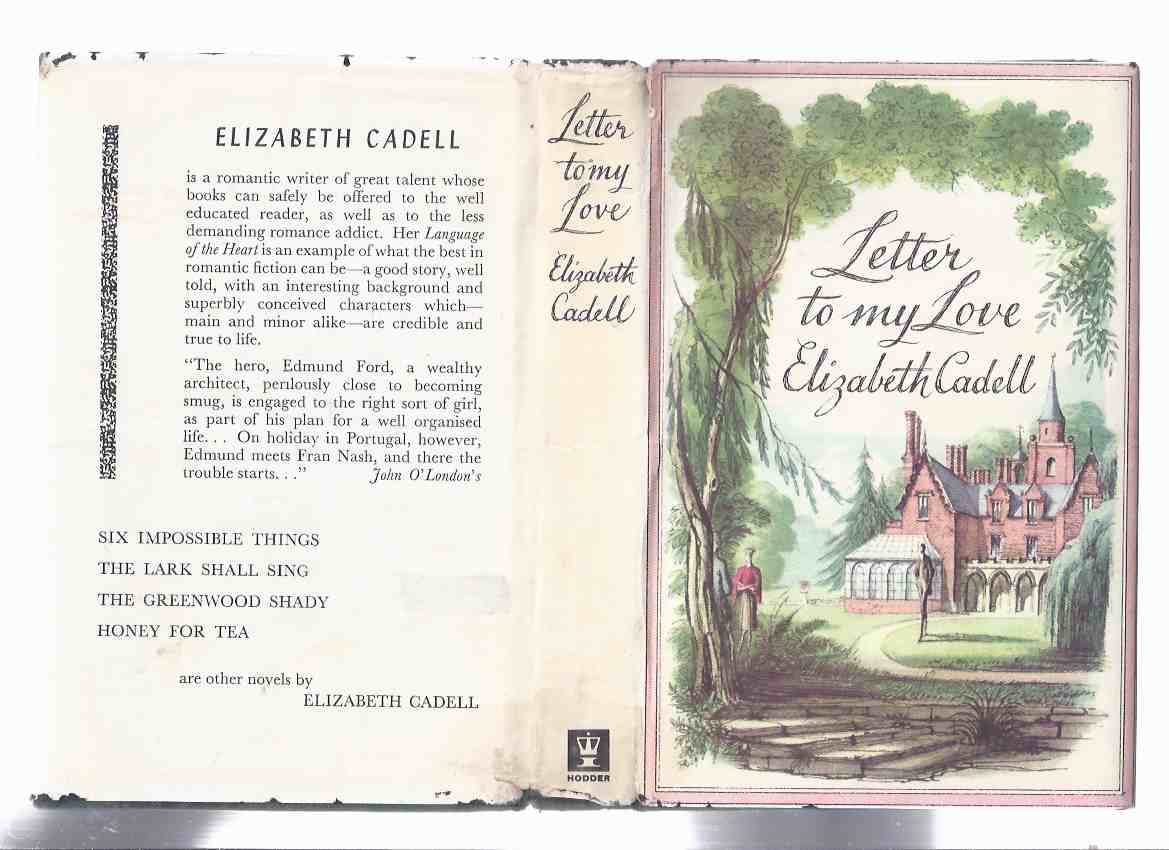 ELIZABETH CADELL
is a romantic writer of great talent whose
books can safely be offered to the well
educated reader, as well as to the less
demanding romance addict. Her Language
of the Heart is an example of what the best in
romantic fiction can be—a good story, well
told, with an interesting background and
superbly conceived characters which—
main and minor alike—are credible and
true to life.
"The hero, Edmund Ford, a wealthy
architect, perilously close to becoming
smug, is engaged to the right sort of girl,
as part of his plan for a well organised
life. . . On holiday in Portugal, however,
Edmund meets Fran Nash, and there the
trouble starts. . ." John O'London's
SIX IMPOSSIBLE THINGS
THE LARK SHALL SING
THE GREENWOOD SHADY
HONEY FOR TEA
are other novels by
ELIZABETH CADELL
Letter
to my
Love
Elizabeth
Cadell
HODDER
Letter
to my Love
Elizabeth Cadell